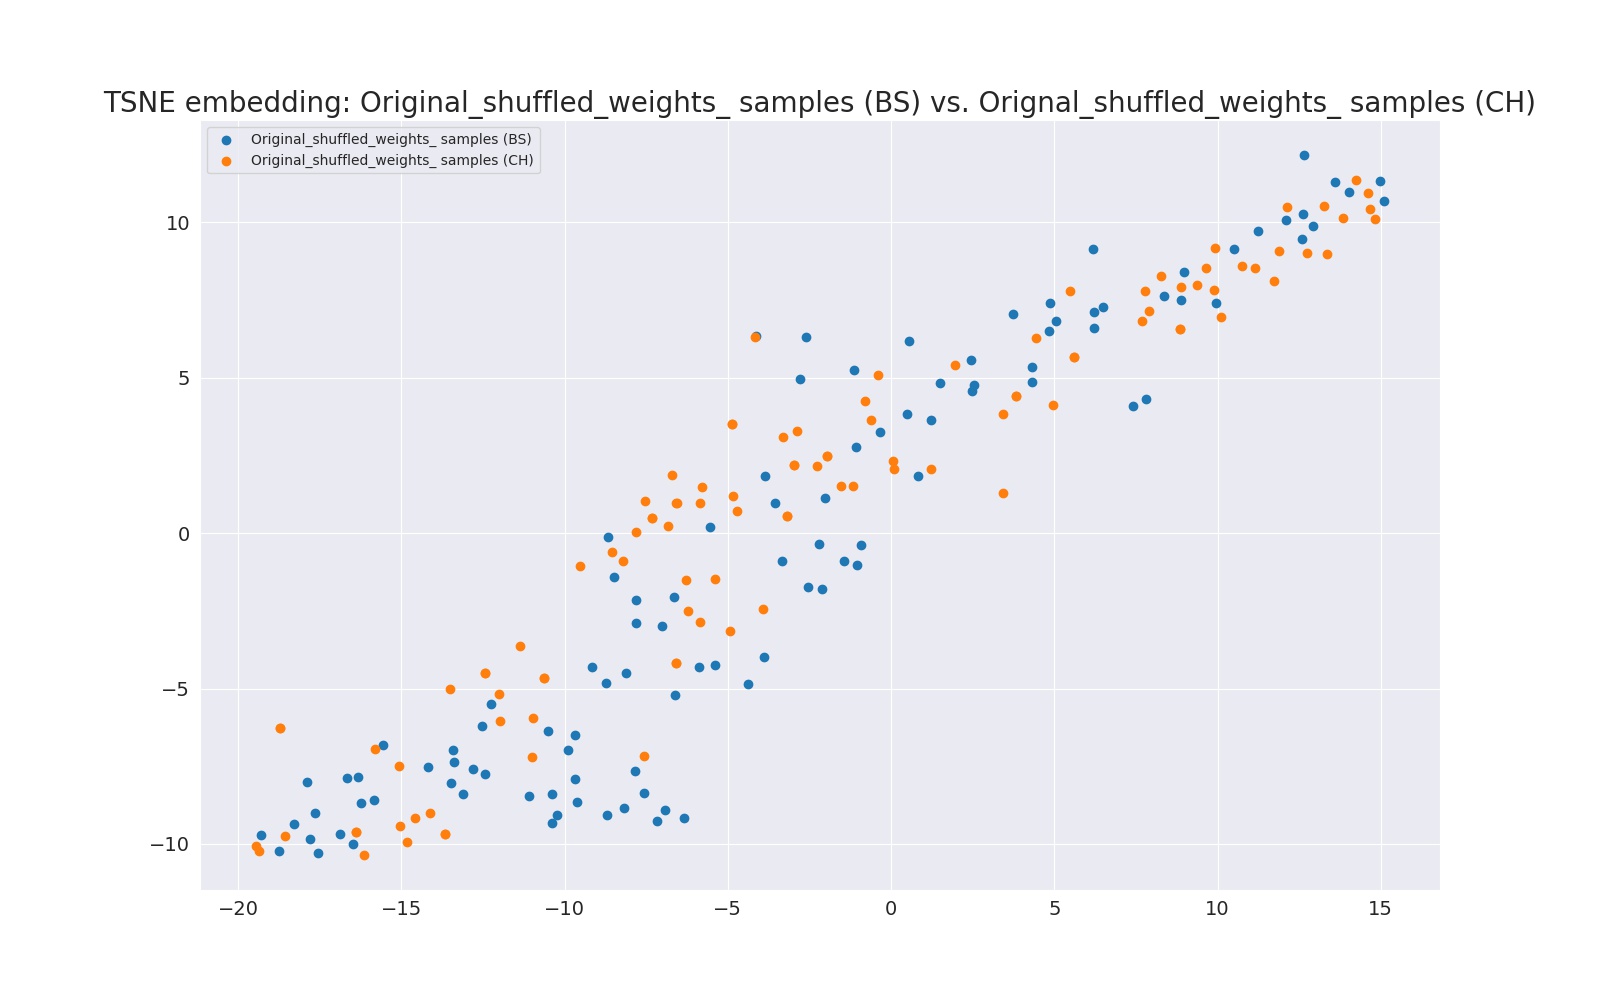 TSNE embedding: Original_shuffled_weights_ samples (BS) vs. Orignal_shuffled_weights_ samples (CH)
Original_shuffled_weights_ samples (BS)
Original_shuffled_weights_ samples (CH)
10
5
0
−5
−10
−20 −15 −10 −5 0 5 10 15